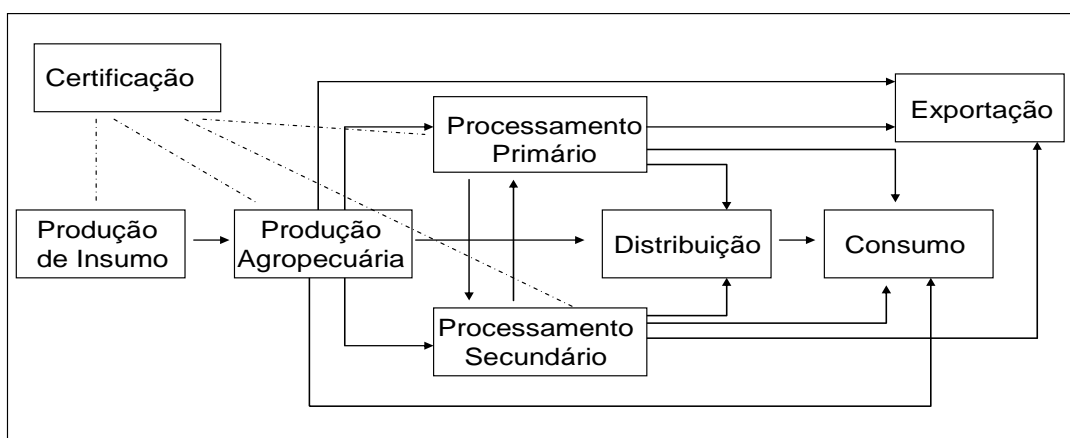 Certificação
Exportação
Processamento
Primário
Produção
de Insumo
Produção
Agropecuária
Distribuição
Consumo
Processamento
Secundário